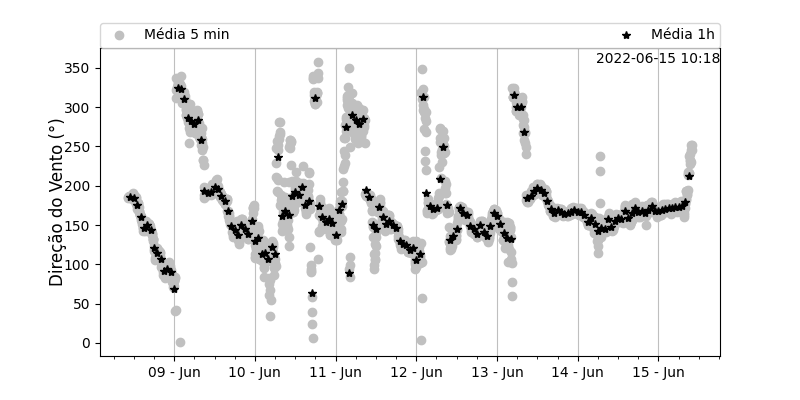 Média 5 min
Média 1h
2022-06-15 10:18
Direção do Vento (°)
350
300
250
200
150
100
50
0
09 - Jun
10 - Jun
11 - Jun
12 - Jun
13 - Jun
14 - Jun
15 - Jun